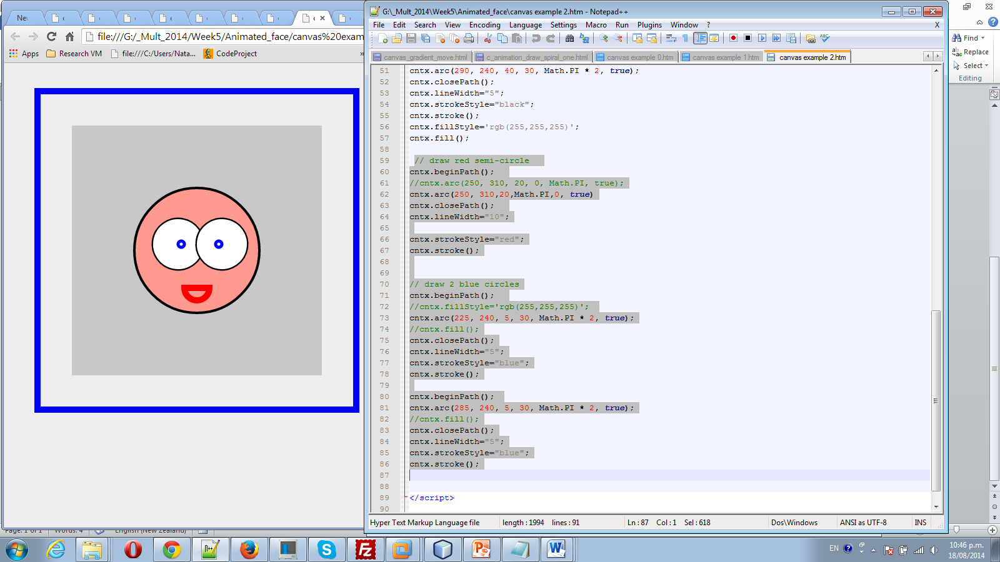 Nev
c
c
c
file:///G:/_Mult_2014/Week5/Animated_face/canvas%20exam
Apps
Research VM
file:///C:/Users/Nata...
CodeProject
»
G:\_Mult_2014\Week5\Animated_face\canvas example 2.htm - Notepad++
File Edit Search View Encoding Language Settings Macro Run Plugins Window ?
X
canvas_gradient_move.html
c_animation_draw_spiral_one.html
canvas example 0.htm
canvas example 1.htm
canvas example 2.htm
51 cntx.arc(290, 240, 40, 30, Math.PI * 2, true);
52 cntx.closePath();
53 cntx.lineWidth="5";
54 cntx.strokeStyle="black";
55 cntx.stroke();
56 cntx.fillStyle='rgb(255,255,255)';
57 cntx.fill();
58
59 // draw red semi-circle
60 cntx.beginPath();
61 //cntx.arc(250, 310, 20, 0, Math.PI, true);
62 cntx.arc(250, 310,20,Math.PI,0, true)
63 cntx.closePath();
64 cntx.lineWidth="10";
65
66 cntx.strokeStyle="red";
67 cntx.stroke();
68
69
70 // draw 2 blue circles
71 cntx.beginPath();
72 //cntx.fillStyle='rgb(255,255,255)';
73 cntx.arc(225, 240, 5, 30, Math.PI * 2, true);
74 //cntx.fill();
75 cntx.closePath();
76 cntx.lineWidth="5";
77 cntx.strokeStyle="blue";
78 cntx.stroke();
79
80 cntx.beginPath();
81 cntx.arc(285, 240, 5, 30, Math.PI * 2, true);
82 //cntx.fill();
83 cntx.closePath();
84 cntx.lineWidth="5";
85 cntx.strokeStyle="blue";
86 cntx.stroke();
87
88
89 </script>
90
Hyper Text Markup Language file
length : 1994 lines : 91
Ln : 87 Col : 1 Sel : 618
Dos\Windows
ANSI as UTF-8
INS
Find
Replace
Select
Editing
Page: 1 of 1
Words: 4
English (New Zealand)
EN
10:46 p.m.
18/08/2014